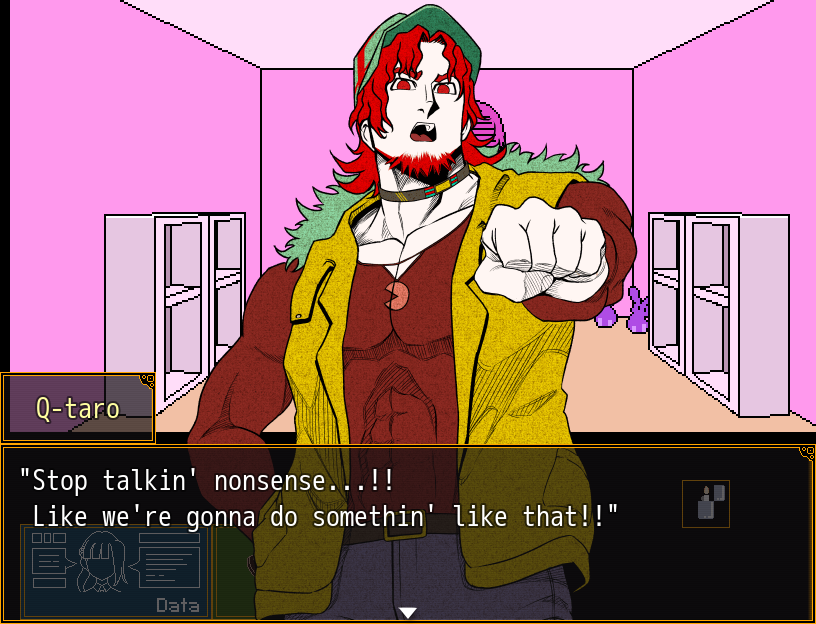 Q-taro
"Stop talkin' nonsense...!!
Like we're gonna do somethin' like that!!"
Data